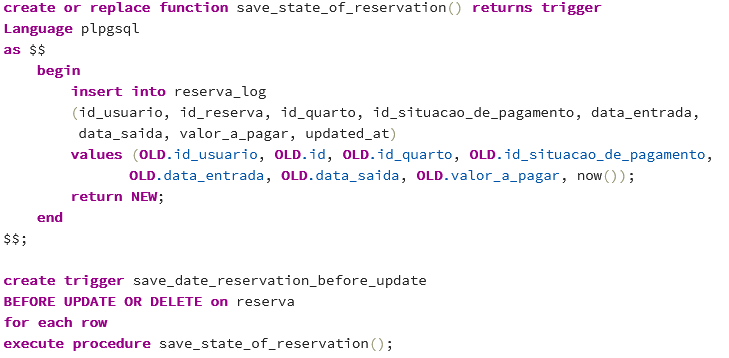 create or replace function save_state_of_reservation() returns trigger
Language plpgsql
as $$
begin
insert into reserva_log
(id_usuario, id_reserva, id_quarto, id_situacao_de_pagamento, data_entrada,
data_saida, valor_a_pagar, updated_at)
values (OLD.id_usuario, OLD.id, OLD.id_quarto, OLD.id_situacao_de_pagamento,
OLD.data_entrada, OLD.data_saida, OLD.valor_a_pagar, now());
return NEW;
end
$$;
create trigger save_date_reservation_before_update
BEFORE UPDATE OR DELETE on reserva
for each row
execute procedure save_state_of_reservation();